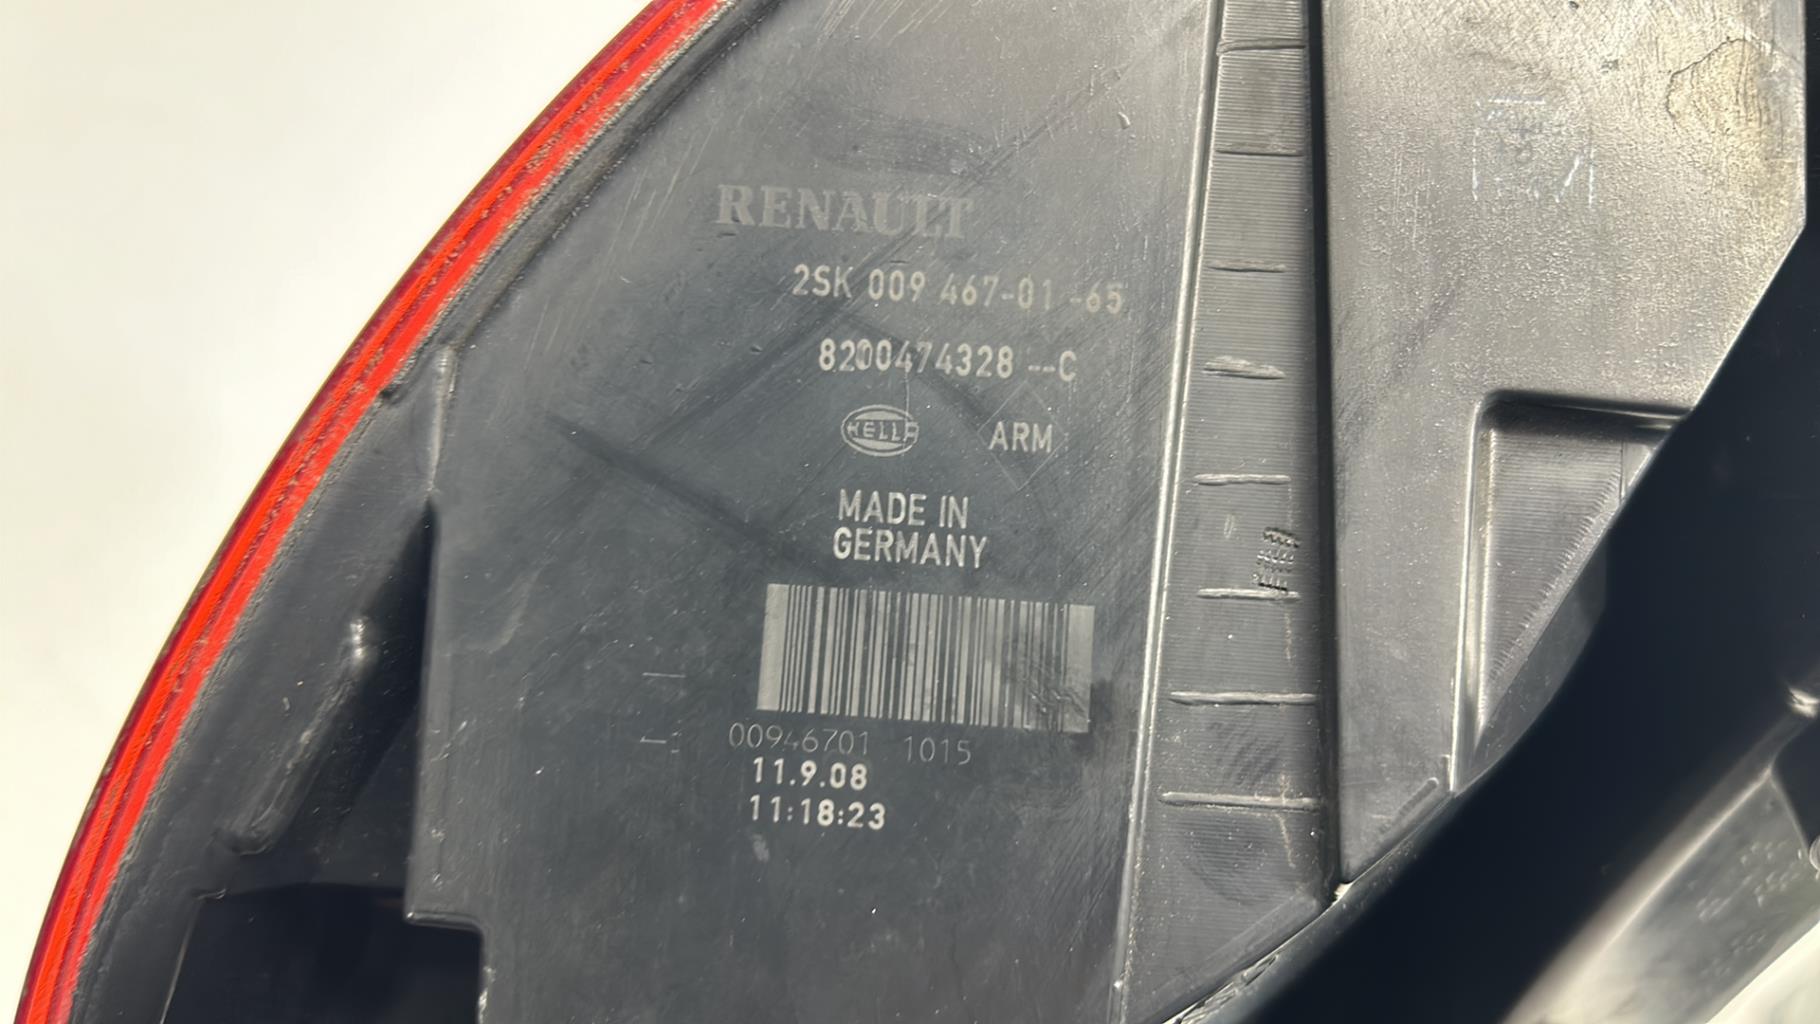 RENAULT
2SK 009 467-01 -65
8200474328 --C
HELLA ARM
MADE IN
GERMANY
00946701 1015
11.9.08
11:18:23